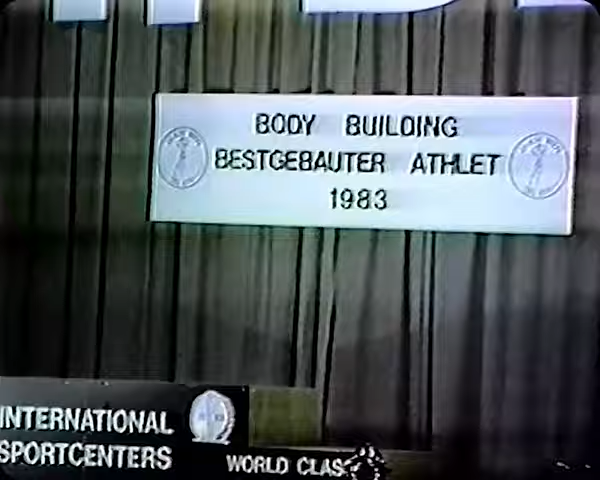 BODY BUILDING
BESTGEBAUTER ATHLET
1983
INTERNATIONAL
SPORTCENTERS
WORLD CLAS